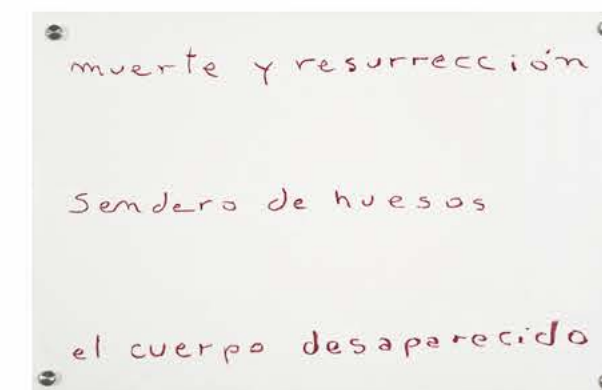 muerte y resurrección
Sendero de huesos
el cuerpo desaparecido